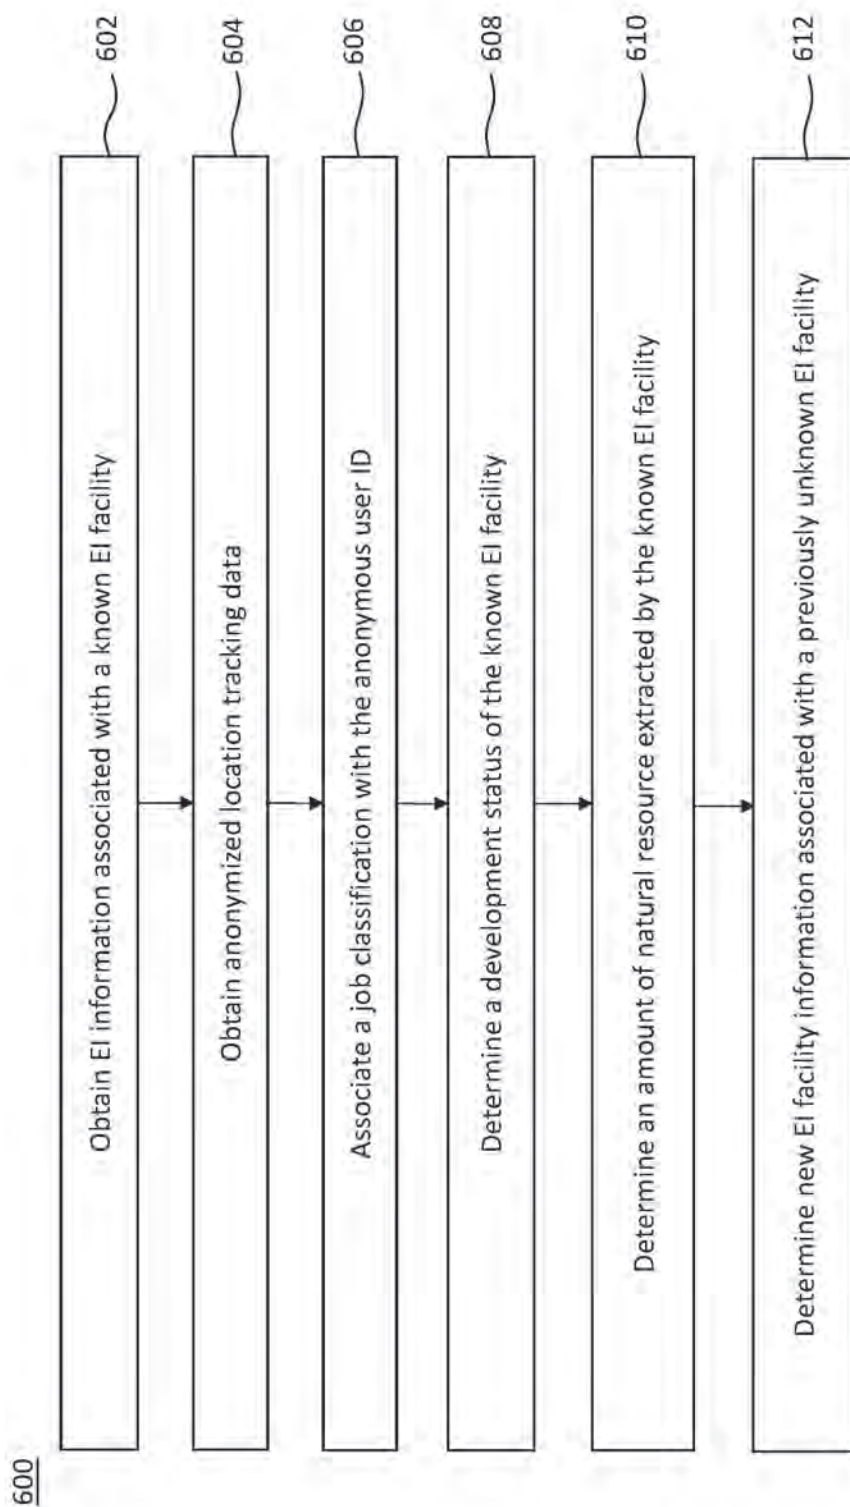 600
Obtain EI information associated with a known EI facility
602
Obtain anonymized location tracking data
604
Associate a job classification with the anonymous user ID
606
Determine a development status of the known EI facility
608
Determine an amount of natural resource extracted by the known EI facility
610
Determine new EI facility information associated with a previously unknown EI facility
612